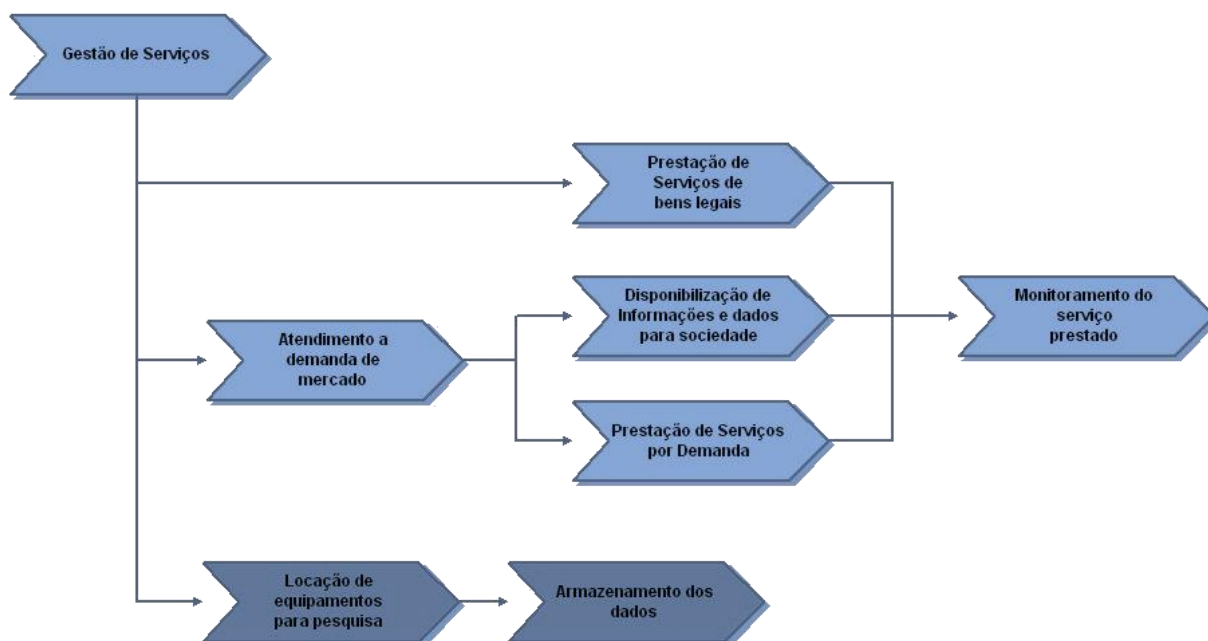 Gestão de Serviços
Prestação de
Serviços de
bens legais
Disponibilização de
Informações e dados
para sociedade
Monitoramento do
serviço
prestado
Atendimento a
demanda de
mercado
Prestação de Serviços
por Demanda
Locação de
equipamentos
para pesquisa
Armazenamento dos
dados